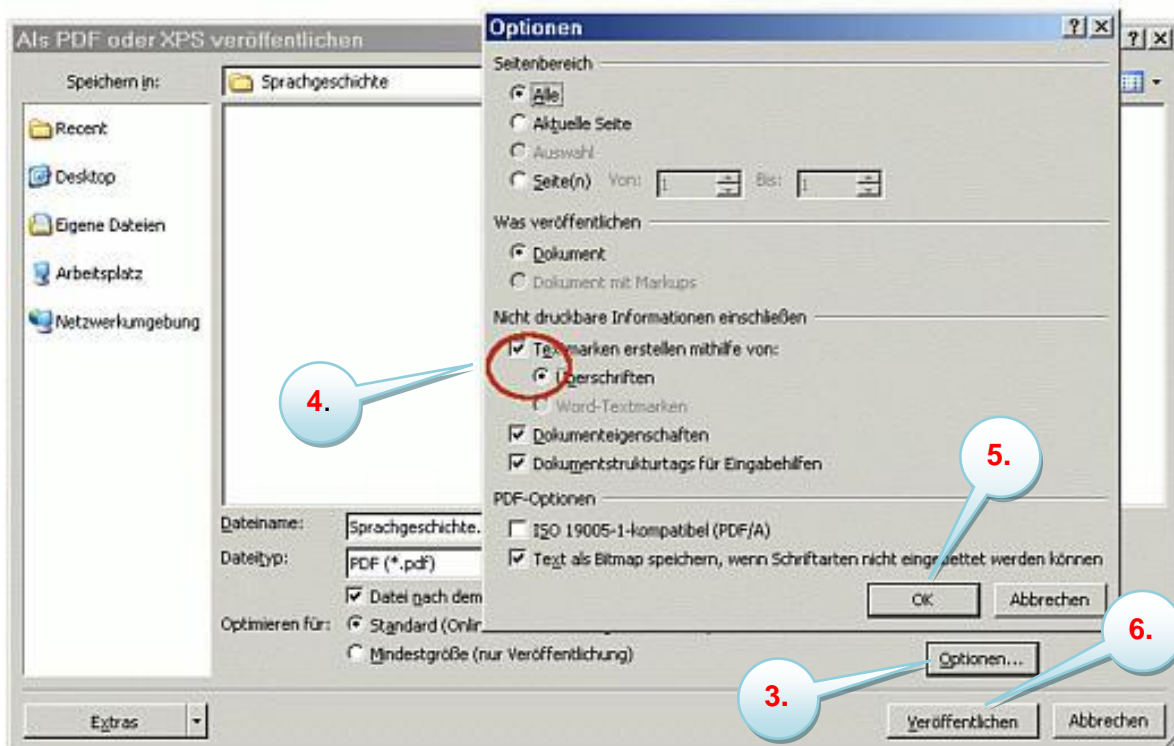 Als PDF oder XPS veröffentlichen
Speichern in:
Sprachgeschichte
Recent
Desktop
Eigene Dateien
Arbeitsplatz
Netzwerkumgebung
Optionen
Seitenbereich
Alle
Aktuelle Seite
Auswahl
Seite(n) Von: 1 Bis: 1
Was veröffentlichen
Dokument
Dokument mit Markups
Nicht druckbare Informationen einschließen
Textmarken erstellen mithilfe von:
Überschriften
Word-Textmarken
Dokumenteigenschaften
Dokumentstrukturtags für Eingabehilfen
PDF-Optionen
ISO 19005-1-kompatibel (PDF/A)
Text als Bitmap speichern, wenn Schriftarten nicht eingebettet werden können
OK Abbrechen
4.
5.
Dateiname: Sprachgeschichte.
Dateityp: PDF (*.pdf)
Datei nach dem
Optimieren für: Standard (Onlin
Mindestgröße (nur Veröffentlichung)
Optionen...
3.
6.
Extras
Veröffentlichen Abbrechen